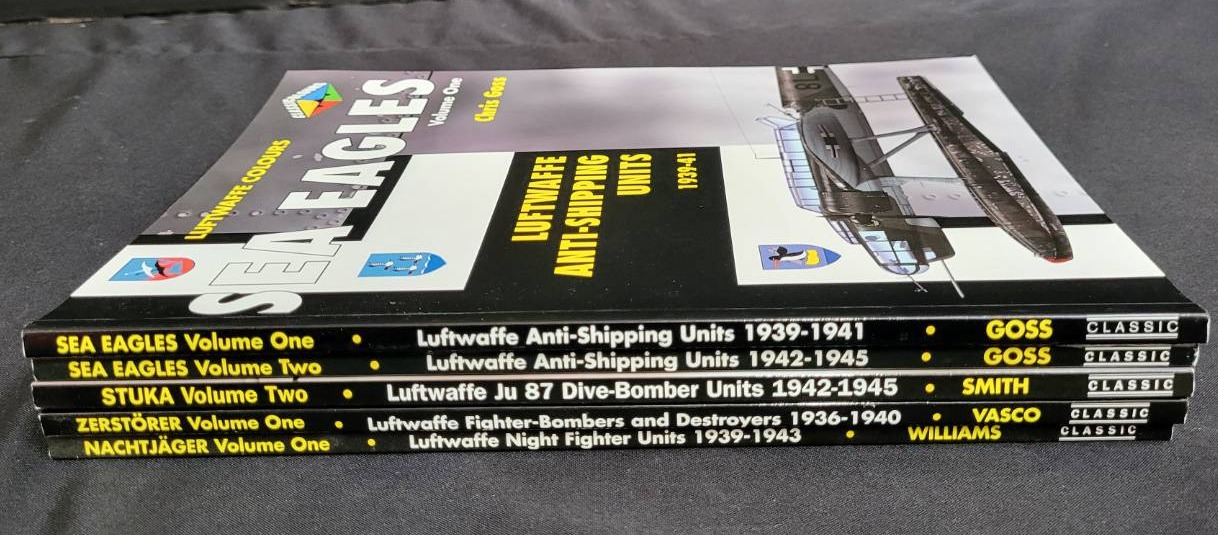 LUFTWAFFE COLOURS
SEA EAGLES
Volume One
Chris Goss
LUFTWAFFE
ANTI-SHIPPING
UNITS
1939-41
SEA EAGLES Volume One • Luftwaffe Anti-Shipping Units 1939-1941 • GOSS CLASSIC
SEA EAGLES Volume Two • Luftwaffe Anti-Shipping Units 1942-1945 • GOSS CLASSIC
STUKA Volume Two • Luftwaffe Ju 87 Dive-Bomber Units 1942-1945 • SMITH CLASSIC
ZERSTÖRER Volume One • Luftwaffe Fighter-Bombers and Destroyers 1936-1940 • VASCO CLASSIC
NACHTJÄGER Volume One • Luftwaffe Night Fighter Units 1939-1943 • WILLIAMS CLASSIC